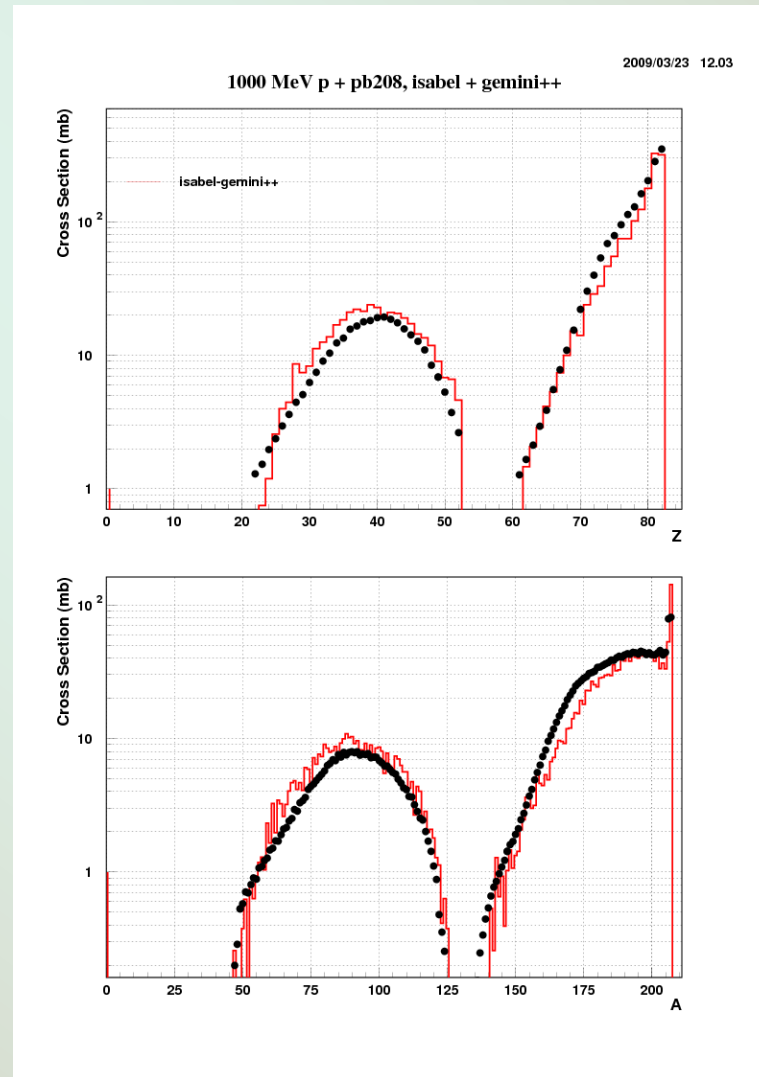 2009/03/23 12.03
1000 MeV p + pb208, isabel + gemini++
Cross Section (mb)
isabel-gemini++
10 2
10
1
0 10 20 30 40 50 60 70 80
Z
Cross Section (mb)
10 2
10
1
0 25 50 75 100 125 150 175 200
A